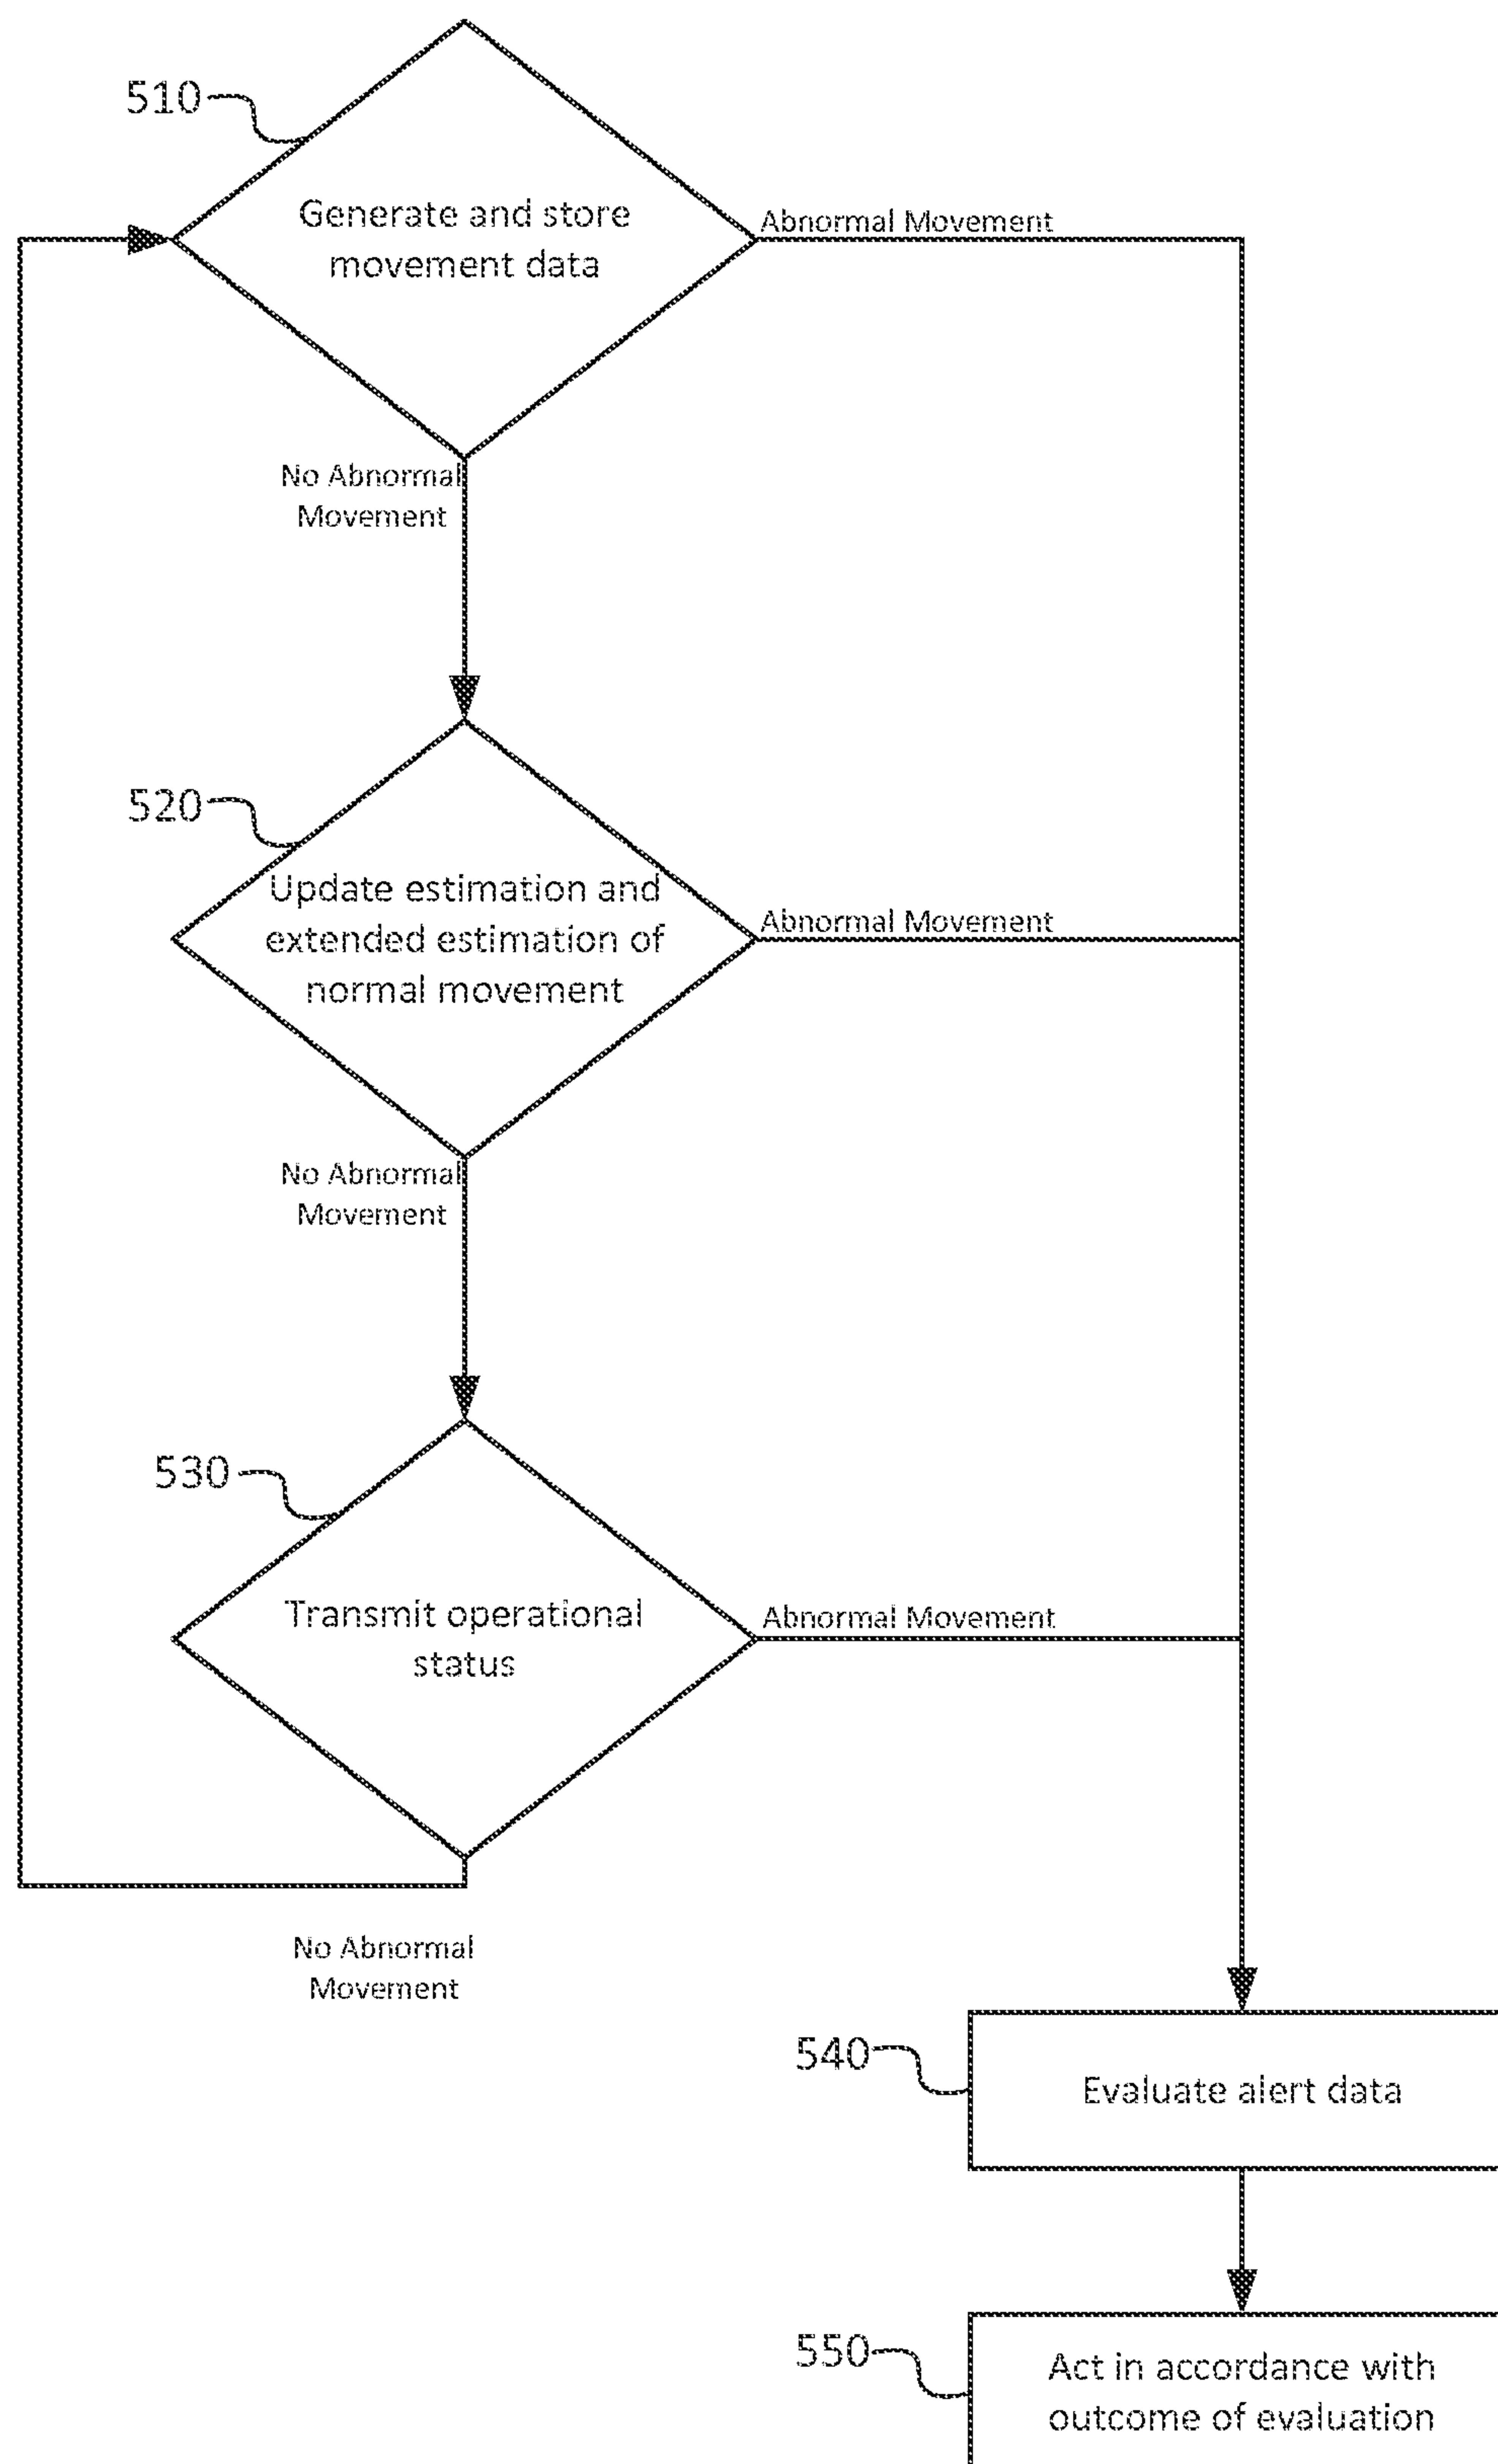 510
Generate and store
movement data
Abnormal Movement
No Abnormal
Movement
520
Update estimation and
extended estimation of
normal movement
Abnormal Movement
No Abnormal
Movement
530
Transmit operational
status
Abnormal Movement
No Abnormal
Movement
540
Evaluate alert data
550
Act in accordance with
outcome of evaluation